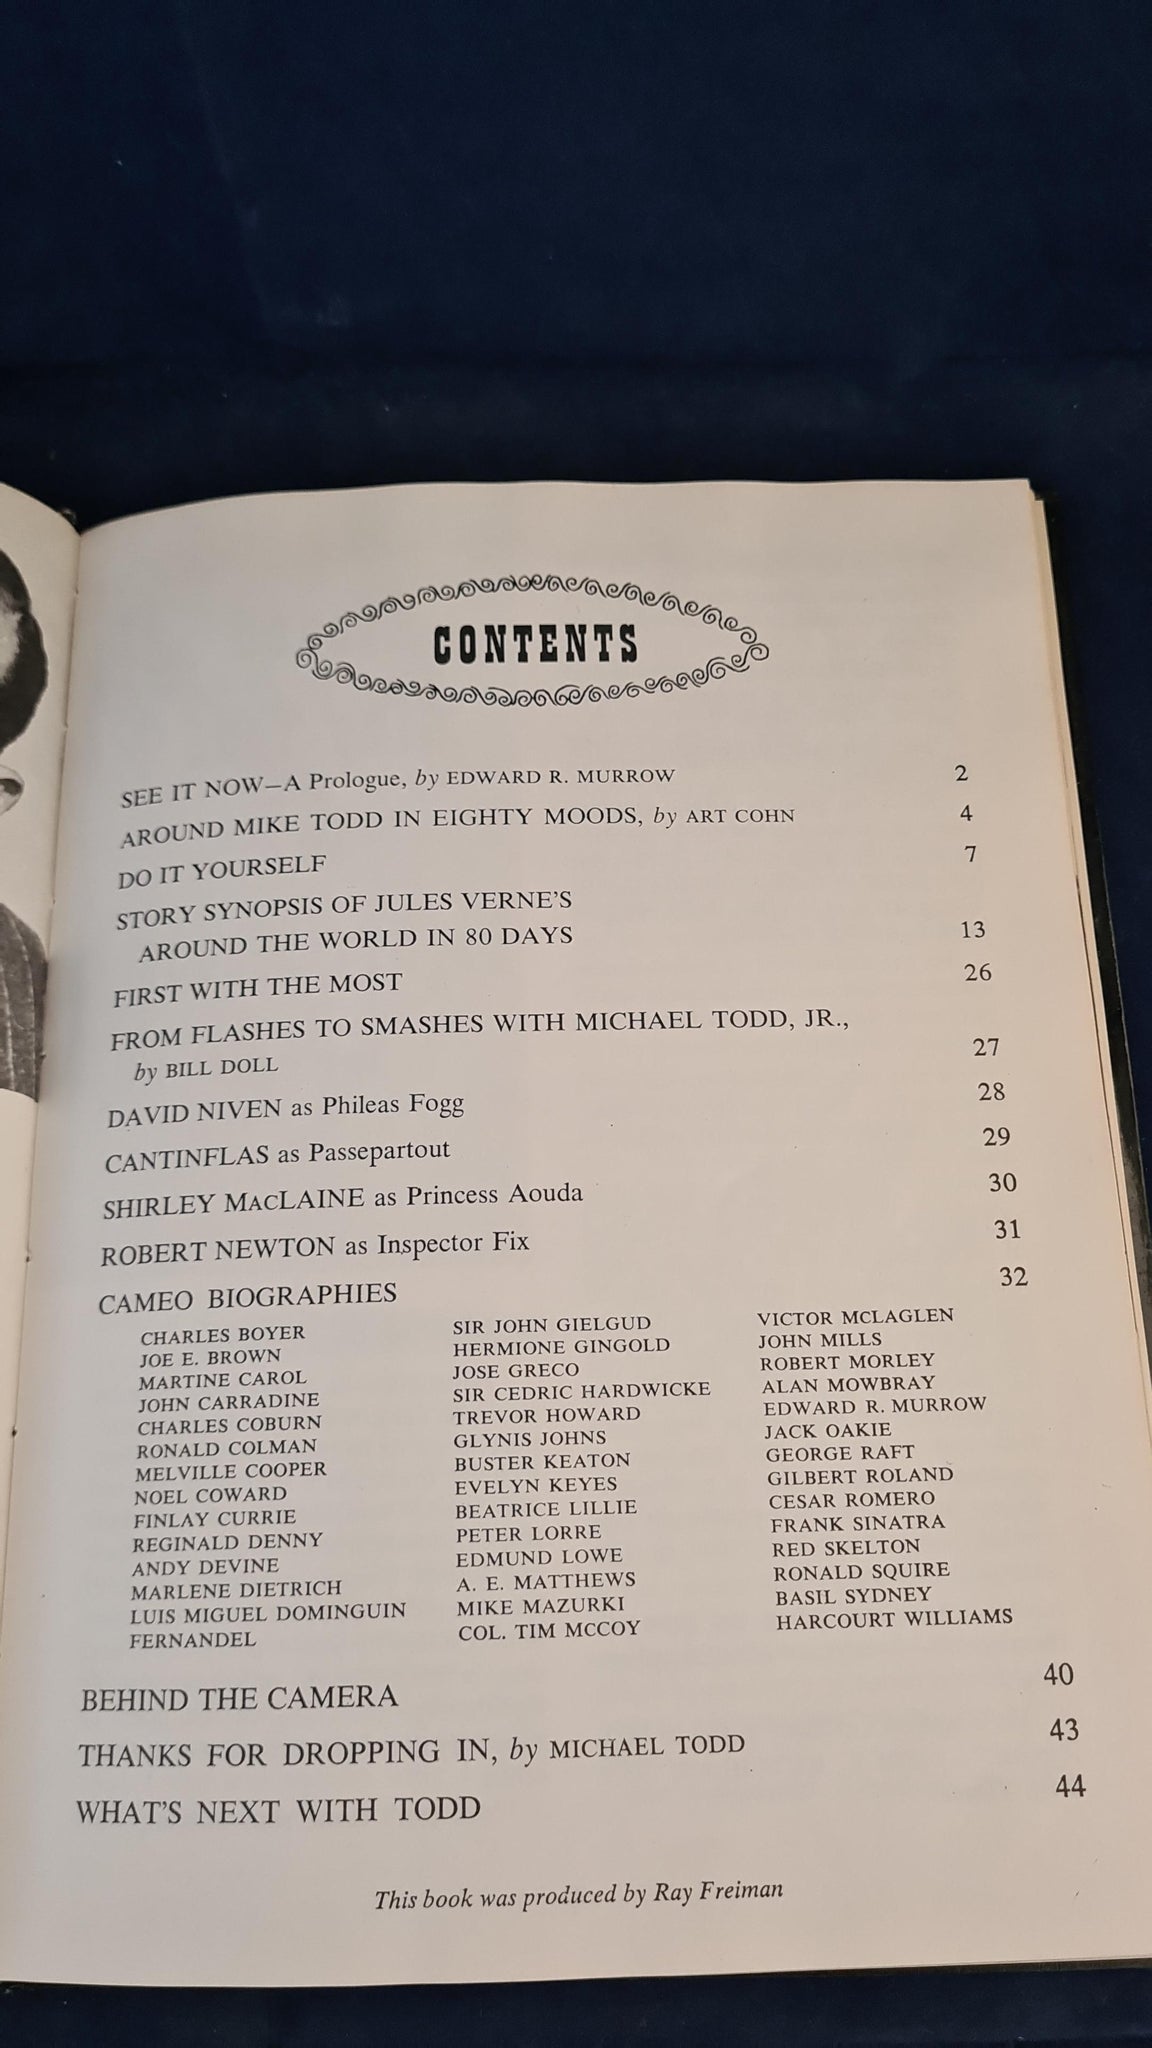 CONTENTS
SEE IT NOW—A Prologue, by EDWARD R. MURROW 2
AROUND MIKE TODD IN EIGHTY MOODS, by ART COHN 4
DO IT YOURSELF 7
STORY SYNOPSIS OF JULES VERNE'S
AROUND THE WORLD IN 80 DAYS 13
FIRST WITH THE MOST 26
FROM FLASHES TO SMASHES WITH MICHAEL TODD, JR.,
by BILL DOLL 27
DAVID NIVEN as Phileas Fogg 28
CANTINFLAS as Passepartout 29
SHIRLEY MACLAINE as Princess Aouda 30
ROBERT NEWTON as Inspector Fix 31
CAMEO BIOGRAPHIES 32
CHARLES BOYER
JOE E. BROWN
MARTINE CAROL
JOHN CARRADINE
CHARLES COBURN
RONALD COLMAN
MELVILLE COOPER
NOEL COWARD
FINLAY CURRIE
REGINALD DENNY
ANDY DEVINE
MARLENE DIETRICH
LUIS MIGUEL DOMINGUIN
FERNANDEL
SIR JOHN GIELGUD
HERMIONE GINGOLD
JOSE GRECO
SIR CEDRIC HARDWICKE
TREVOR HOWARD
GLYNIS JOHNS
BUSTER KEATON
EVELYN KEYES
BEATRICE LILLIE
PETER LORRE
EDMUND LOWE
A. E. MATTHEWS
MIKE MAZURKI
COL. TIM MCCOY
VICTOR MCLAGLEN
JOHN MILLS
ROBERT MORLEY
ALAN MOWBRAY
EDWARD R. MURROW
JACK OAKIE
GEORGE RAFT
GILBERT ROLAND
CESAR ROMERO
FRANK SINATRA
RED SKELTON
RONALD SQUIRE
BASIL SYDNEY
HARCOURT WILLIAMS
BEHIND THE CAMERA 40
THANKS FOR DROPPING IN, by MICHAEL TODD 43
WHAT'S NEXT WITH TODD 44
This book was produced by Ray Freiman